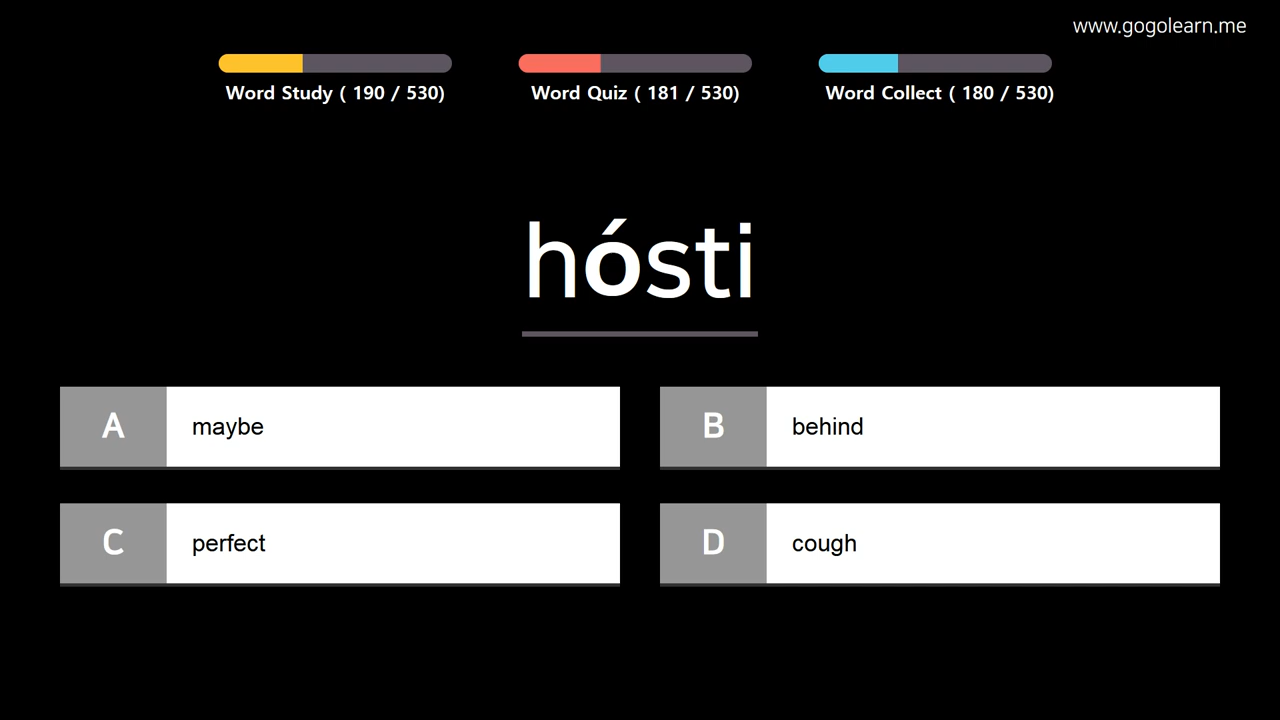 www.gogolearn.me
Word Study ( 190 / 530)
Word Quiz ( 181 / 530)
Word Collect ( 180 / 530)
hósti
A maybe
B behind
C perfect
D cough